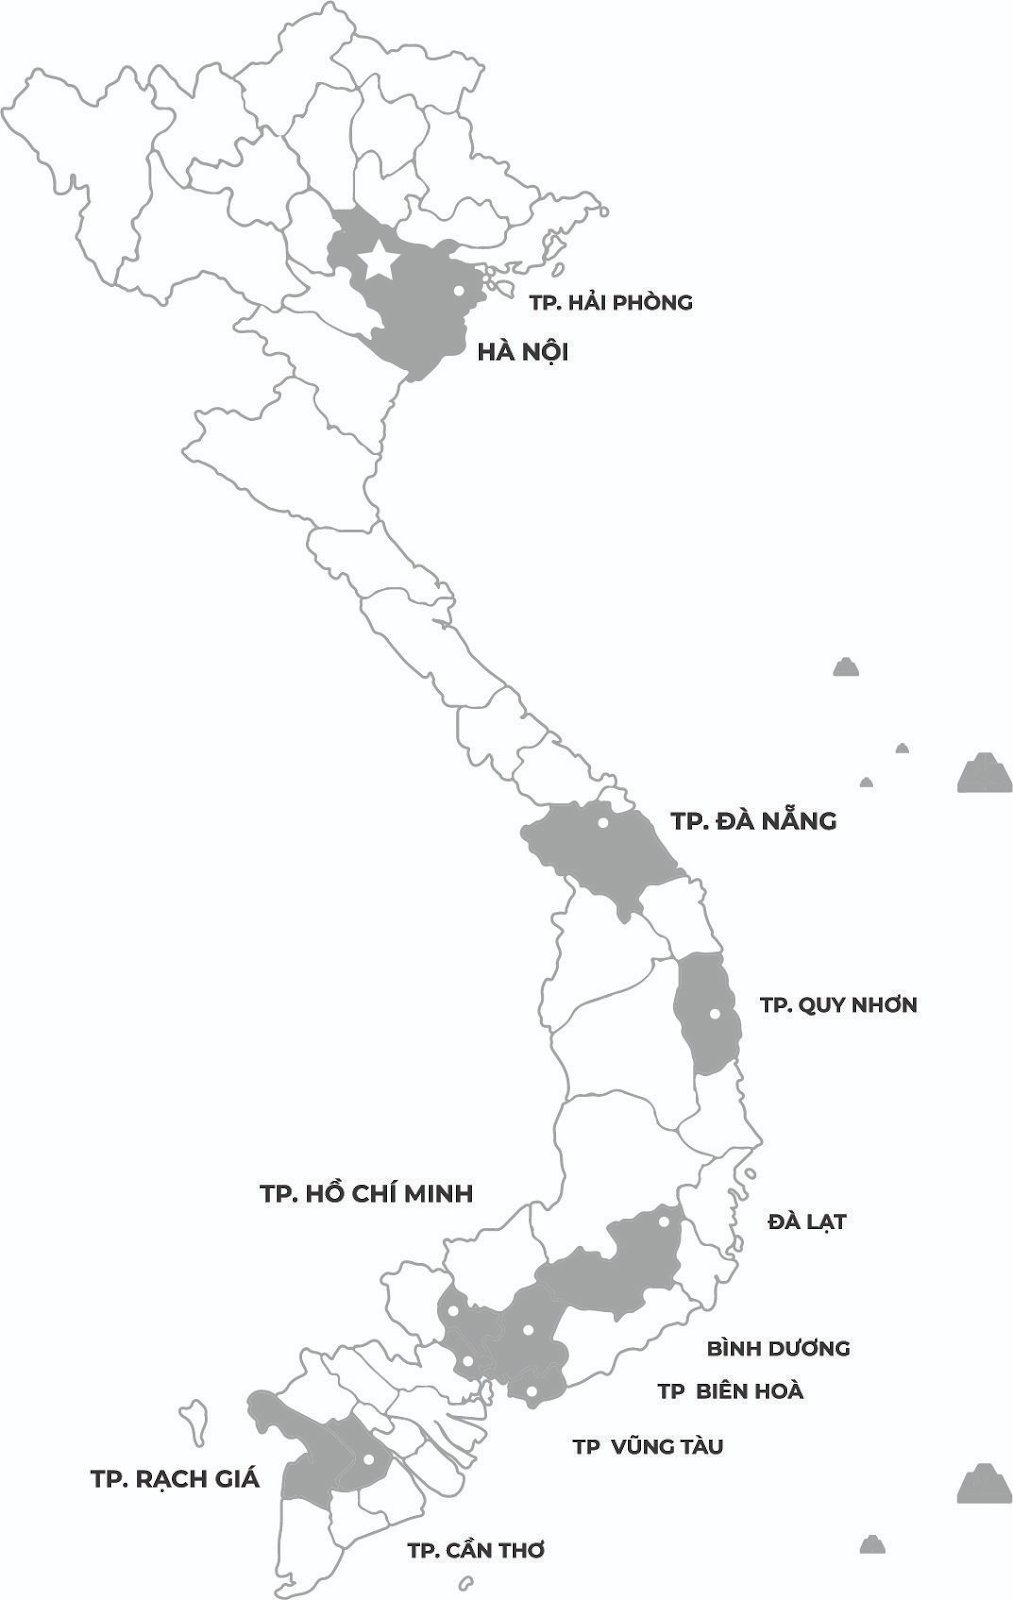 TP. HẢI PHÒNG
HÀ NỘI
TP. ĐÀ NẴNG
TP. QUY NHƠN
TP. HỒ CHÍ MINH
ĐÀ LẠT
BÌNH DƯƠNG
TP BIÊN HOÀ
TP VŨNG TÀU
TP. RẠCH GIÁ
TP. CẦN THƠ